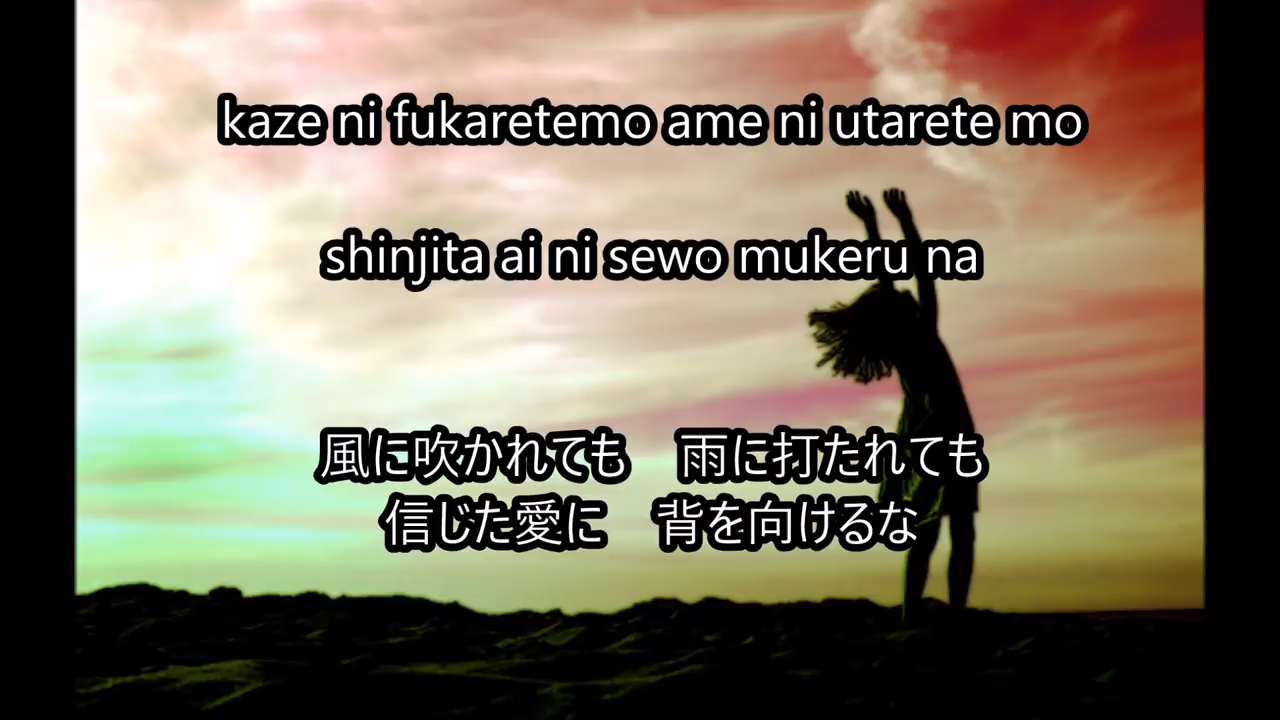 kaze ni fukaretemo ame ni utarete mo
shinjita ai ni sewo mukeru na
風に吹かれても　雨に打たれても
信じた愛に　背を向けるな